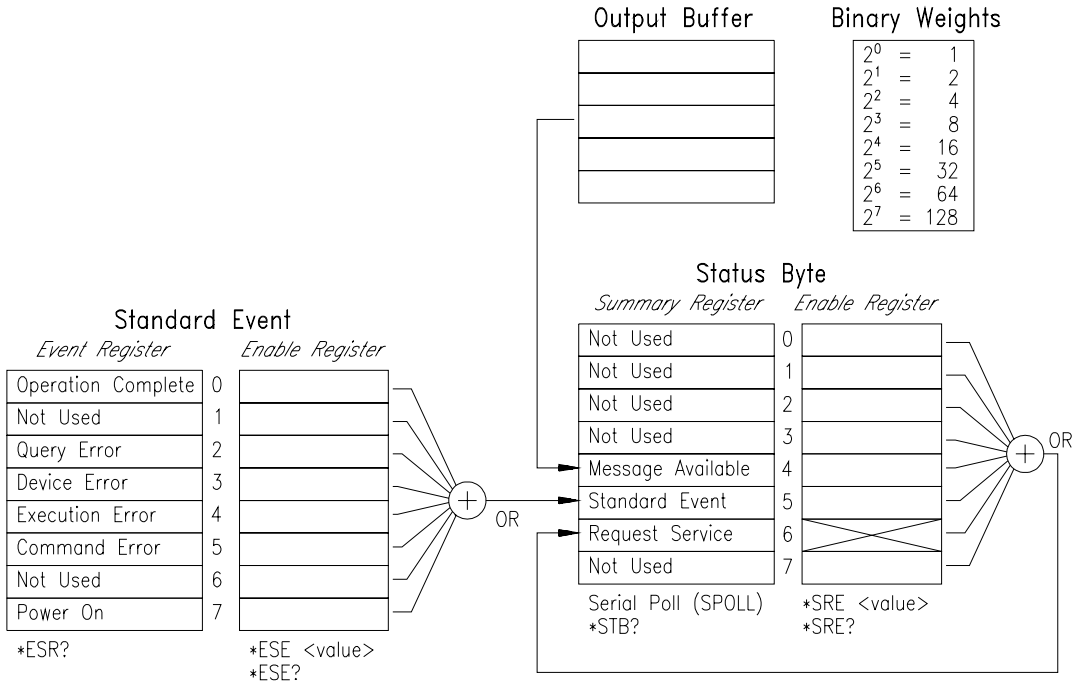 Output Buffer
Binary Weights
2⁰ = 1
2¹ = 2
2² = 4
2³ = 8
2⁴ = 16
2⁵ = 32
2⁶ = 64
2⁷ = 128
Status Byte
Summary Register Enable Register
Not Used 0
Not Used 1
Not Used 2
Not Used 3
Message Available 4
Standard Event 5
Request Service 6
Not Used 7
+
OR
Serial Poll (SPOLL)
*STB?
*SRE <value>
*SRE?
Standard Event
Event Register Enable Register
Operation Complete 0
Not Used 1
Query Error 2
Device Error 3
Execution Error 4
Command Error 5
Not Used 6
Power On 7
+
OR
*ESR?
*ESE <value>
*ESE?